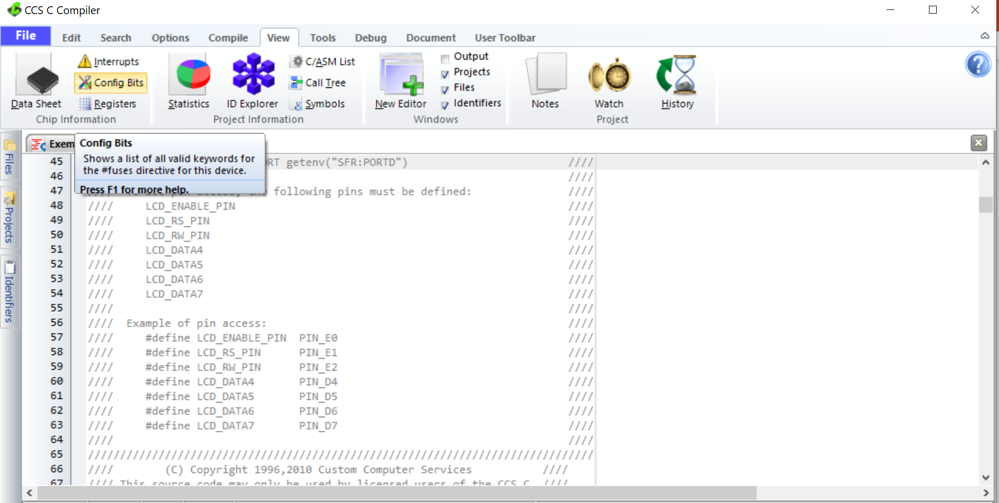 CCS C Compiler
File Edit Search Options Compile View Tools Debug Document User Toolbar
Data Sheet
Interrupts
Config Bits
Registers
Chip Information
Statistics
ID Explorer
C/ASM List
Call Tree
Symbols
Project Information
New Editor
Output
Projects
Files
Identifiers
Windows
Notes
Watch
History
Project
Files
Projects
Identifiers
Exem
Config Bits
Shows a list of all valid keywords for
the #fuses directive for this device.
Press F1 for more help.
45 RT getenv("SFR:PORTD") ////
46 ////
47 following pins must be defined: ////
48 //// LCD_ENABLE_PIN ////
49 //// LCD_RS_PIN ////
50 //// LCD_RW_PIN ////
51 //// LCD_DATA4 ////
52 //// LCD_DATA5 ////
53 //// LCD_DATA6 ////
54 //// LCD_DATA7 ////
55 //// ////
56 //// Example of pin access: ////
57 //// #define LCD_ENABLE_PIN PIN_E0 ////
58 //// #define LCD_RS_PIN PIN_E1 ////
59 //// #define LCD_RW_PIN PIN_E2 ////
60 //// #define LCD_DATA4 PIN_D4 ////
61 //// #define LCD_DATA5 PIN_D5 ////
62 //// #define LCD_DATA6 PIN_D6 ////
63 //// #define LCD_DATA7 PIN_D7 ////
64 //// ////
65 ///////////////////////////////////////////////////////////////////////////////
66 //// (C) Copyright 1996,2010 Custom Computer Services ////
67 //// This source code may only be used by licensed users of the CCS C ////